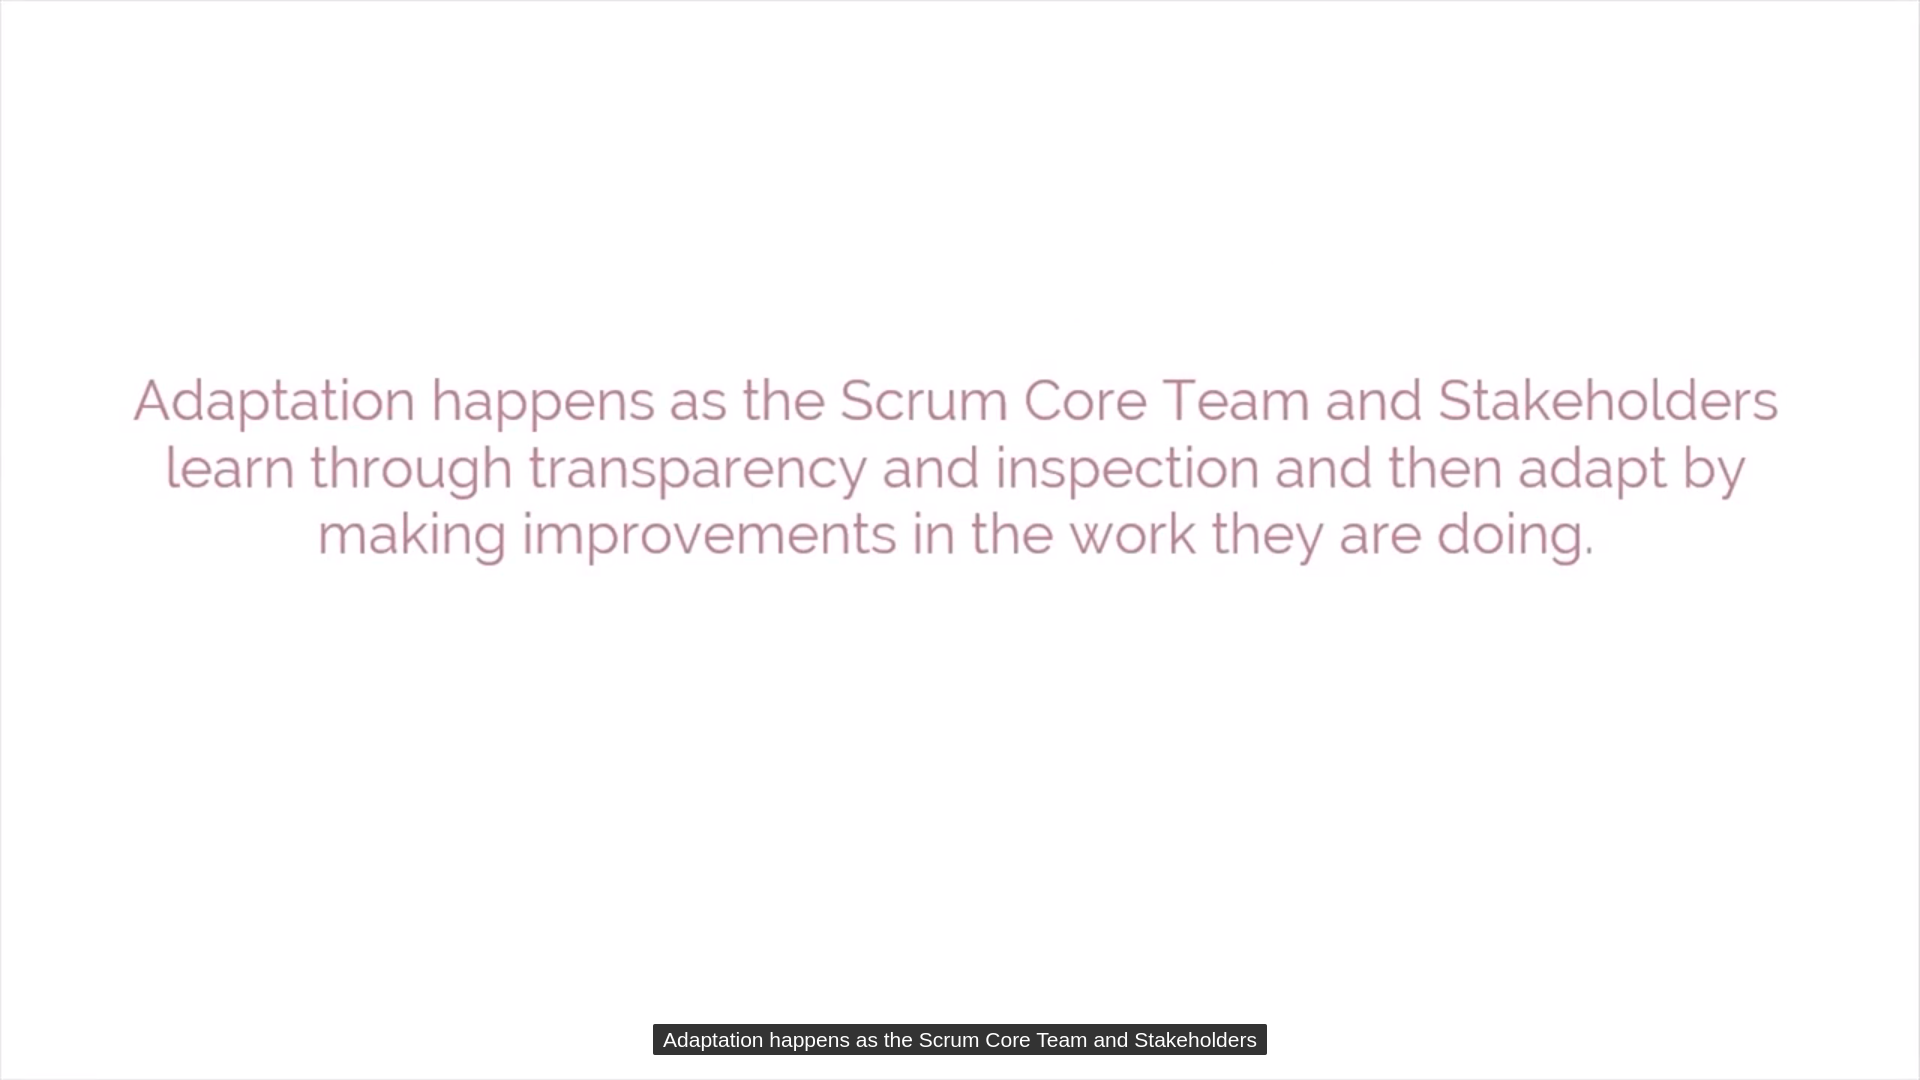 Adaptation happens as the Scrum Core Team and Stakeholders
learn through transparency and inspection and then adapt by
making improvements in the work they are doing.
Adaptation happens as the Scrum Core Team and Stakeholders